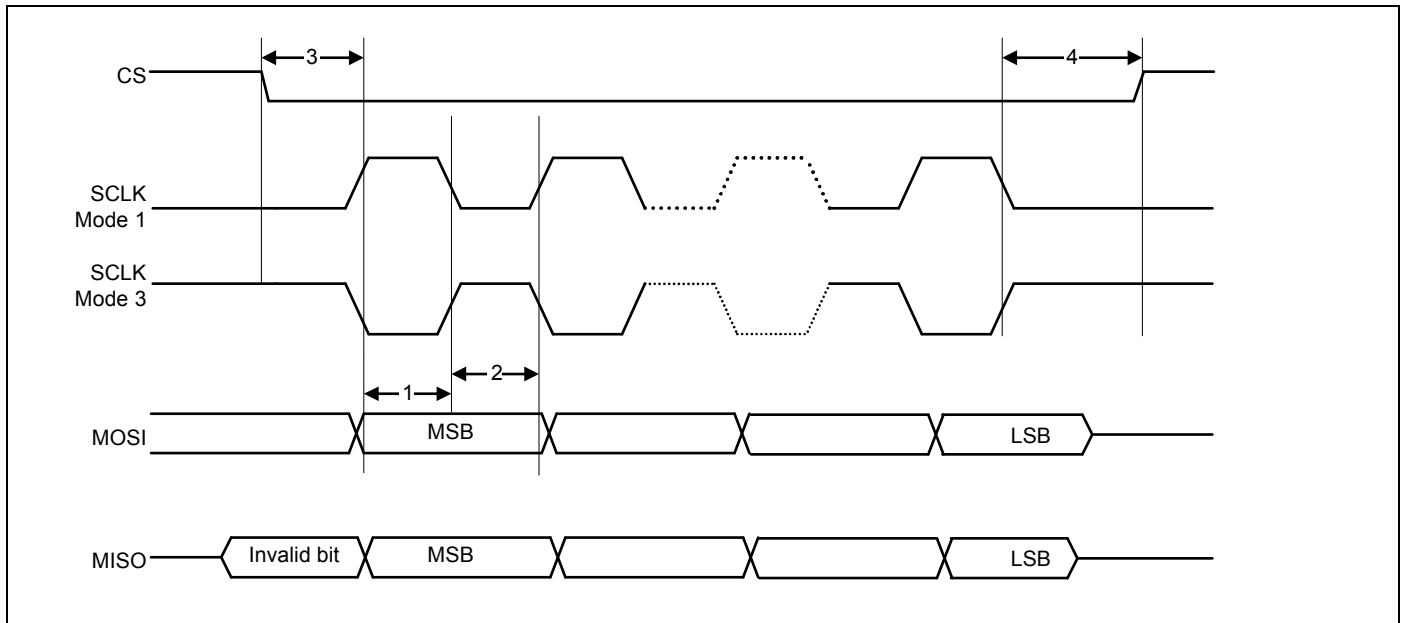 3
4
CS
SCLK
Mode 1
SCLK
Mode 3
1
2
MOSI
MSB
LSB
MISO
Invalid bit
MSB
LSB